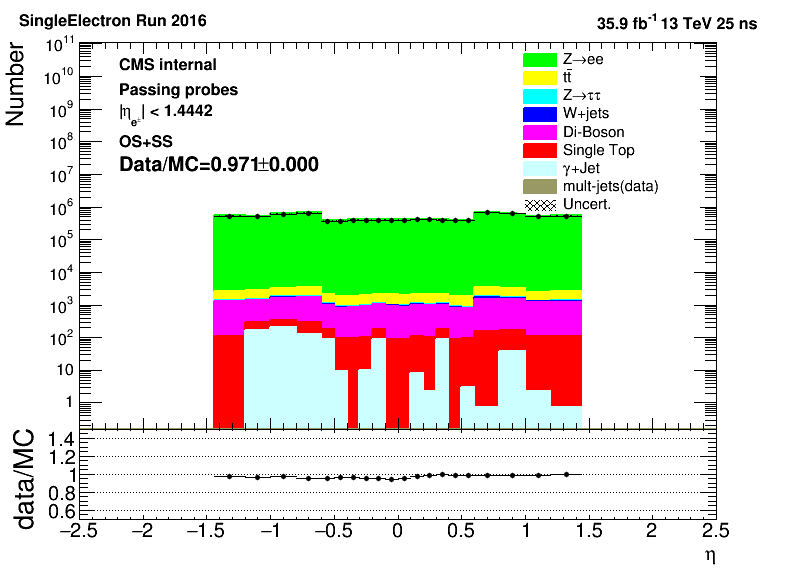 SingleElectron Run 2016
35.9 fb⁻¹ 13 TeV 25 ns
Number
10¹¹
10¹⁰
10⁹
10⁸
10⁷
10⁶
10⁵
10⁴
10³
10²
10
1
CMS internal
Passing probes
|η_e±| < 1.4442
OS+SS
Data/MC=0.971±0.000
Z→ee
tt̄
Z→ττ
W+jets
Di-Boson
Single Top
γ+Jet
mult-jets(data)
Uncert.
data/MC
1.4
1.2
1
0.8
0.6
−2.5 −2 −1.5 −1 −0.5 0 0.5 1 1.5 2 2.5
η